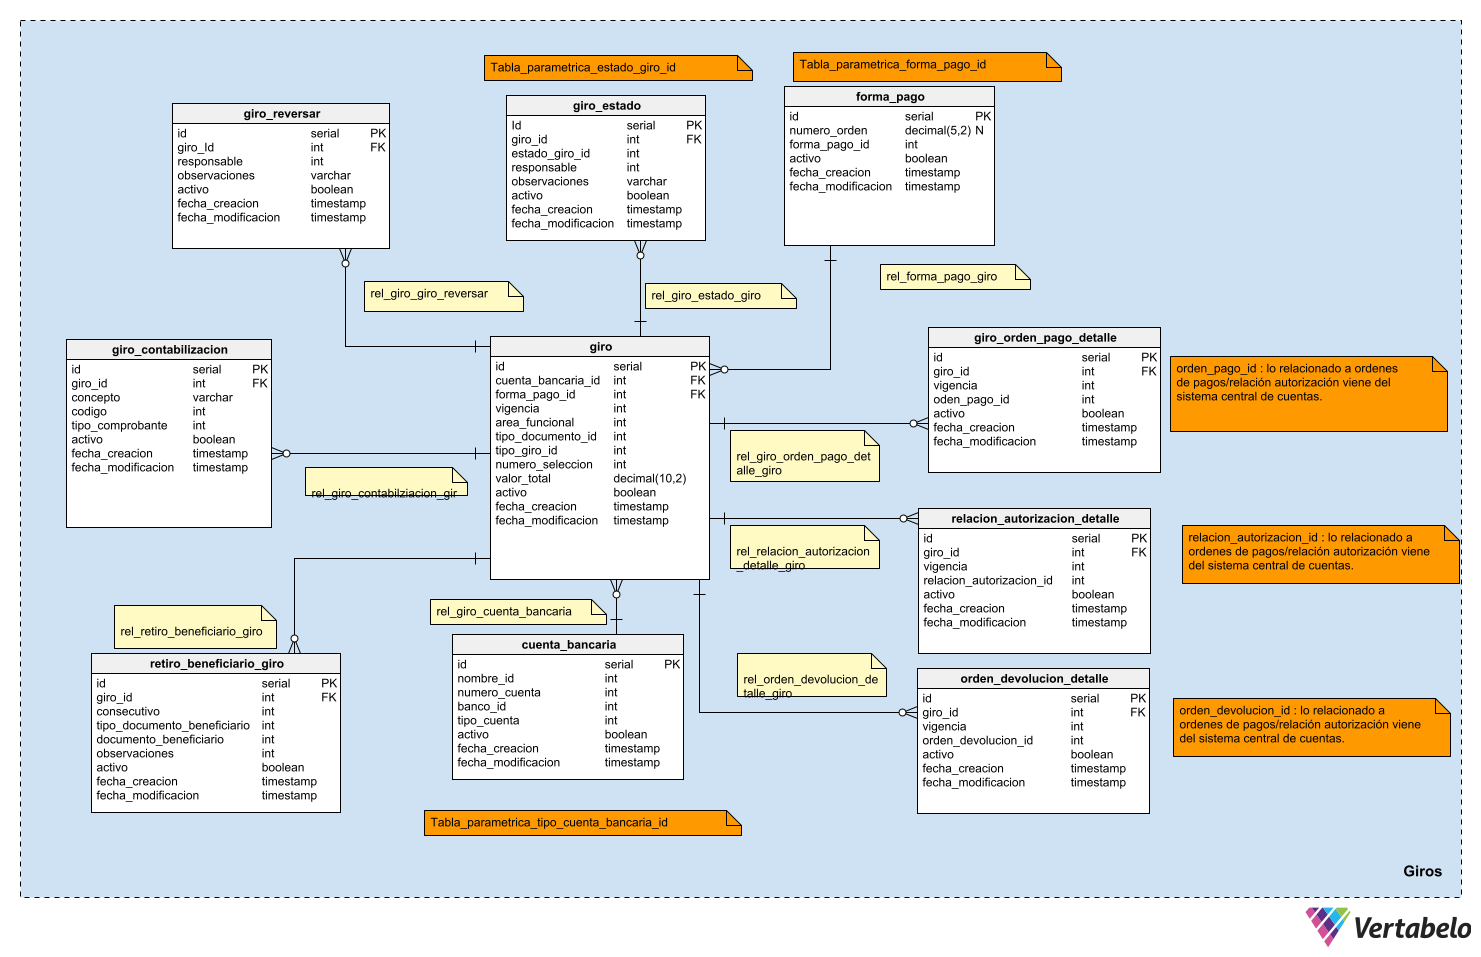 Tabla_parametrica_estado_giro_id
Tabla_parametrica_forma_pago_id
giro_reversar
id serial PK
giro_Id int FK
responsable int
observaciones varchar
activo boolean
fecha_creacion timestamp
fecha_modificacion timestamp
giro_estado
Id serial PK
giro_id int FK
estado_giro_id int
responsable int
observaciones varchar
activo boolean
fecha_creacion timestamp
fecha_modificacion timestamp
forma_pago
id serial PK
numero_orden decimal(5,2) N
forma_pago_id int
activo boolean
fecha_creacion timestamp
fecha_modificacion timestamp
rel_giro_giro_reversar
rel_giro_estado_giro
rel_forma_pago_giro
giro_contabilizacion
id serial PK
giro_id int FK
concepto varchar
codigo int
tipo_comprobante int
activo boolean
fecha_creacion timestamp
fecha_modificacion timestamp
rel_giro_contabilziacion_gir
giro
id serial PK
cuenta_bancaria_id int FK
forma_pago_id int FK
vigencia int
area_funcional int
tipo_documento_id int
tipo_giro_id int
numero_seleccion int
valor_total decimal(10,2)
activo boolean
fecha_creacion timestamp
fecha_modificacion timestamp
giro_orden_pago_detalle
id serial PK
giro_id int FK
vigencia int
oden_pago_id int
activo boolean
fecha_creacion timestamp
fecha_modificacion timestamp
orden_pago_id : lo relacionado a ordenes
de pagos/relación autorización viene del
sistema central de cuentas.
rel_giro_orden_pago_det
alle_giro
relacion_autorizacion_detalle
id serial PK
giro_id int FK
vigencia int
relacion_autorizacion_id int
activo boolean
fecha_creacion timestamp
fecha_modificacion timestamp
relacion_autorizacion_id : lo relacionado a
ordenes de pagos/relación autorización viene
del sistema central de cuentas.
rel_relacion_autorizacion
_detalle_giro
rel_retiro_beneficiario_giro
rel_giro_cuenta_bancaria
retiro_beneficiario_giro
id serial PK
giro_id int FK
consecutivo int
tipo_documento_beneficiario int
documento_beneficiario int
observaciones int
activo boolean
fecha_creacion timestamp
fecha_modificacion timestamp
cuenta_bancaria
id serial PK
nombre_id int
numero_cuenta int
banco_id int
tipo_cuenta int
activo boolean
fecha_creacion timestamp
fecha_modificacion timestamp
rel_orden_devolucion_de
talle_giro
orden_devolucion_detalle
id serial PK
giro_id int FK
vigencia int
orden_devolucion_id int
activo boolean
fecha_creacion timestamp
fecha_modificacion timestamp
orden_devolucion_id : lo relacionado a
ordenes de pagos/relación autorización viene
del sistema central de cuentas.
Tabla_parametrica_tipo_cuenta_bancaria_id
Giros
Vertabelo